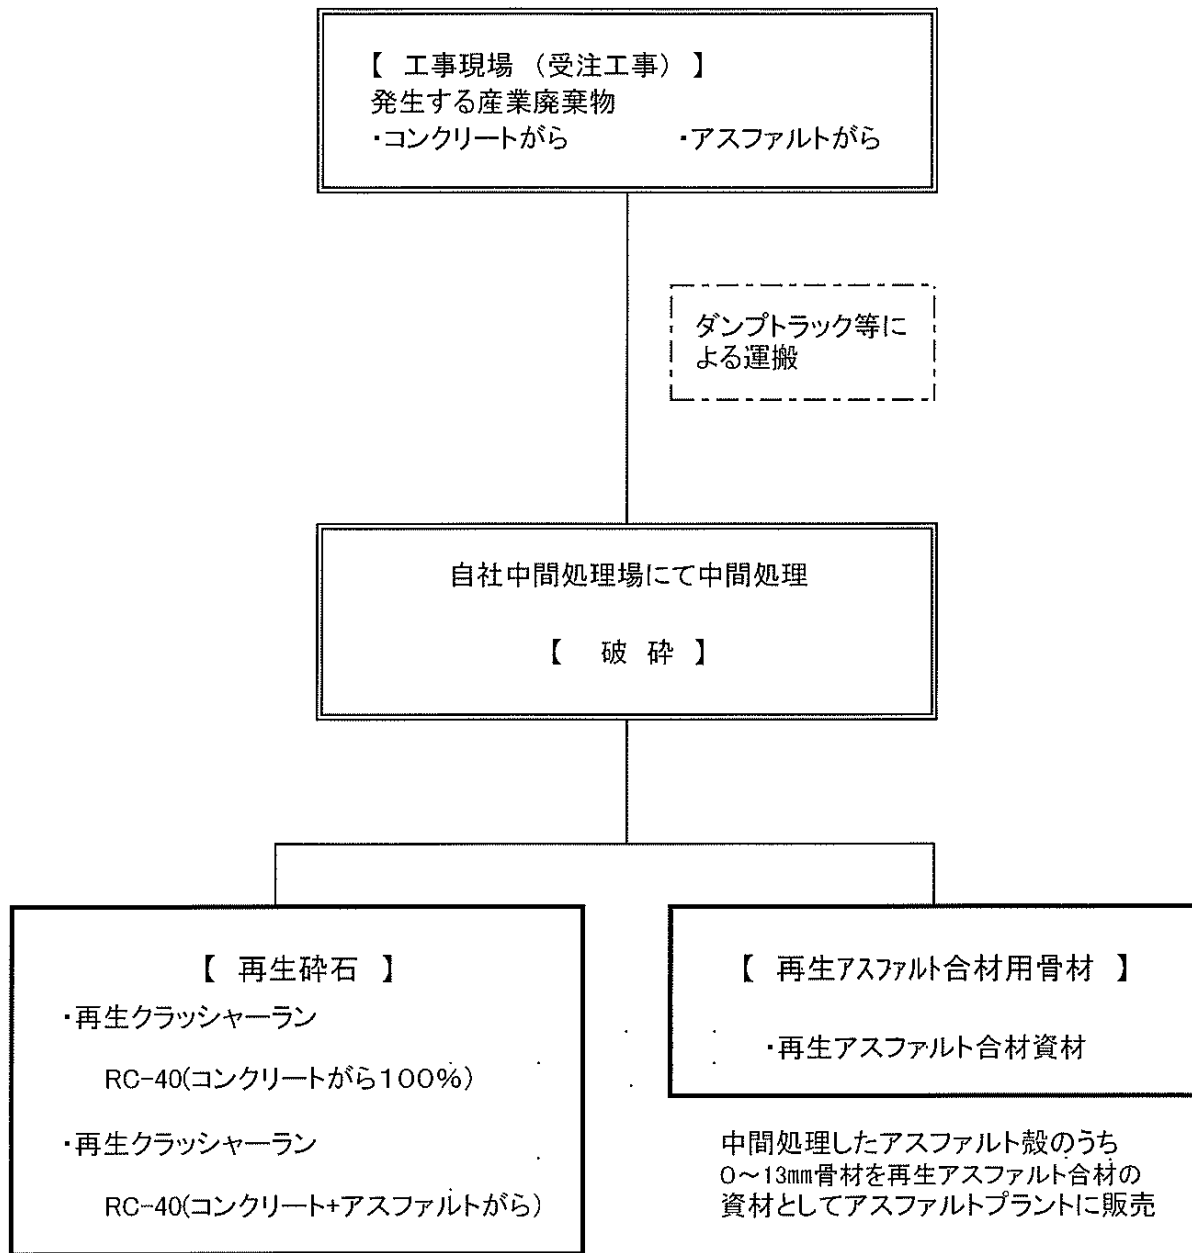 【 工事現場 (受注工事) 】
発生する産業廃棄物
・コンクリートがら ・アスファルトがら
ダンプトラック等に
よる運搬
自社中間処理場にて中間処理
【 破 砕 】
【 再生砕石 】
・再生クラッシャーラン
RC-40(コンクリートがら100%)
・再生クラッシャーラン
RC-40(コンクリート+アスファルトがら)
【 再生アスファルト合材用骨材 】
・再生アスファルト合材資材
中間処理したアスファルト殻のうち
0～13㎜骨材を再生アスファルト合材の
資材としてアスファルトプラントに販売